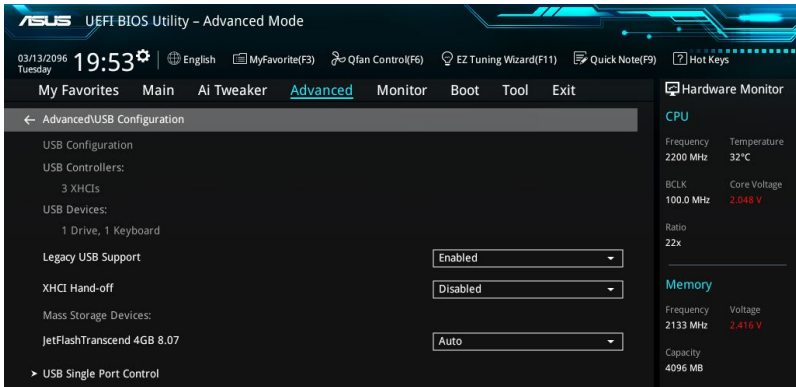 ASUS UEFI BIOS Utility – Advanced Mode
03/13/2096 Tuesday 19:53 English MyFavorite(F3) Qfan Control(F6) EZ Tuning Wizard(F11) Quick Note(F9) ? Hot Keys
My Favorites Main Ai Tweaker Advanced Monitor Boot Tool Exit
← Advanced\USB Configuration
USB Configuration
USB Controllers:
3 XHCIs
USB Devices:
1 Drive, 1 Keyboard
Legacy USB Support Enabled
XHCI Hand-off Disabled
Mass Storage Devices:
JetFlashTranscend 4GB 8.07 Auto
> USB Single Port Control
Hardware Monitor
CPU
Frequency Temperature
2200 MHz 32°C
BCLK Core Voltage
100.0 MHz 2.048 V
Ratio
22x
Memory
Frequency Voltage
2133 MHz 2.416 V
Capacity
4096 MB